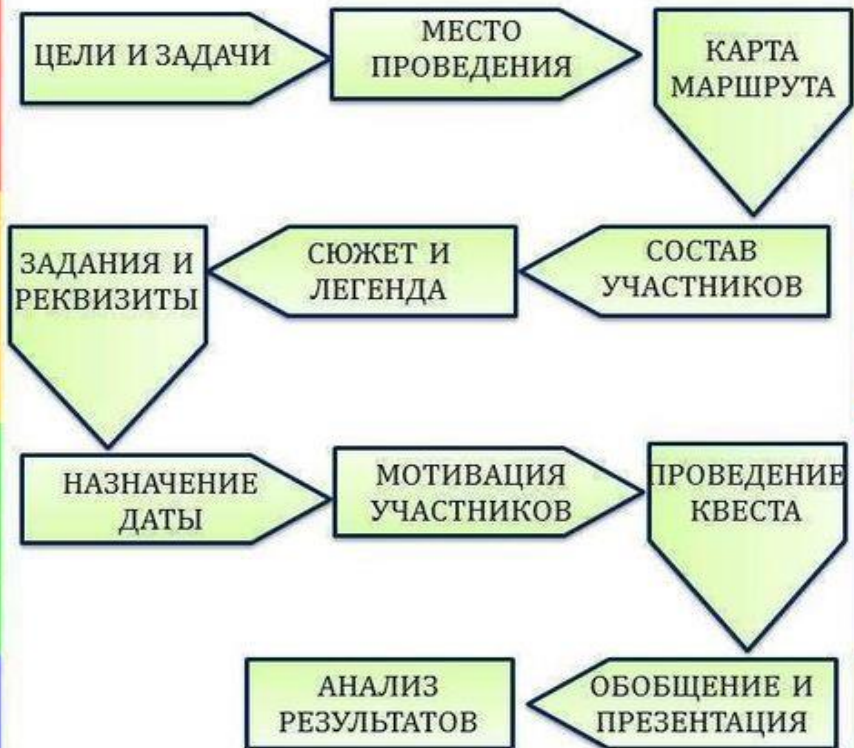 ЦЕЛИ И ЗАДАЧИ
МЕСТО
ПРОВЕДЕНИЯ
КАРТА
МАРШРУТА
СОСТАВ
УЧАСТНИКОВ
СЮЖЕТ И
ЛЕГЕНДА
ЗАДАНИЯ И
РЕКВИЗИТЫ
НАЗНАЧЕНИЕ
ДАТЫ
МОТИВАЦИЯ
УЧАСТНИКОВ
ПРОВЕДЕНИЕ
КВЕСТА
ОБОБЩЕНИЕ И
ПРЕЗЕНТАЦИЯ
АНАЛИЗ
РЕЗУЛЬТАТОВ